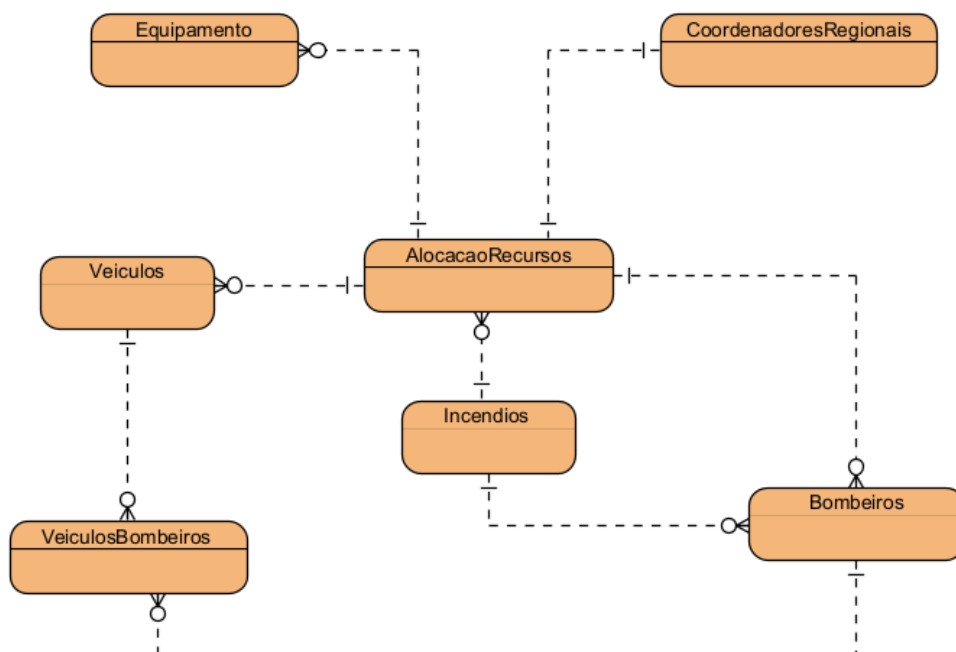 Equipamento
CoordenadoresRegionais
AlocacaoRecursos
Veiculos
Incendios
Bombeiros
VeiculosBombeiros